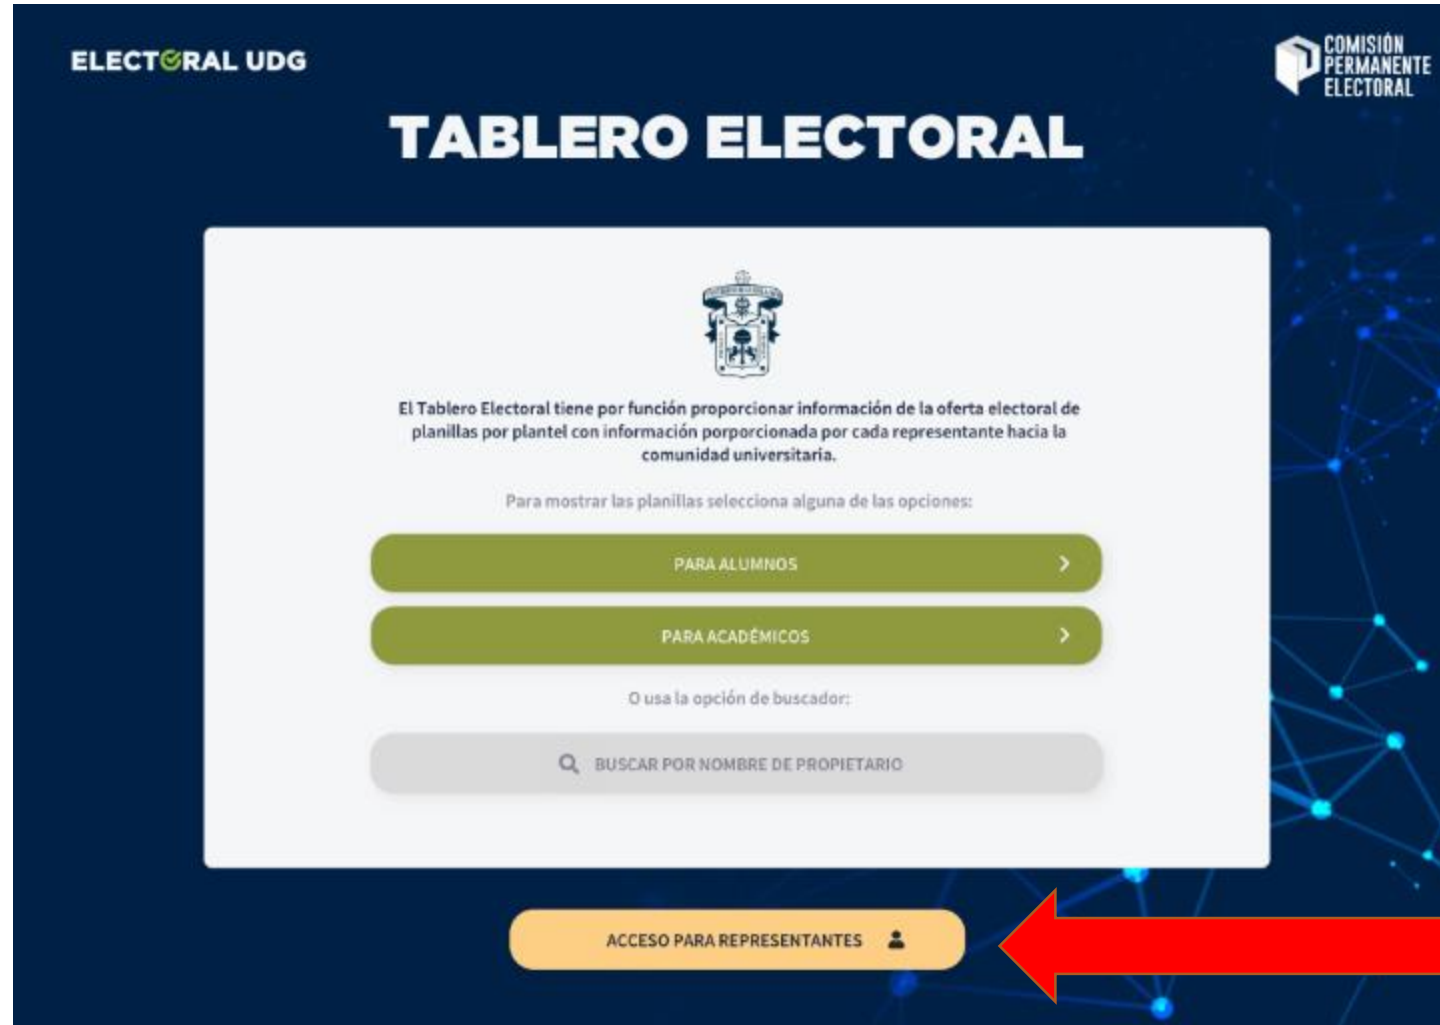 ELECTORAL UDG
COMISIÓN
PERMANENTE
ELECTORAL
TABLERO ELECTORAL
El Tablero Electoral tiene por función proporcionar información de la oferta electoral de
planillas por plantel con información porporcionada por cada representante hacia la
comunidad universitaria.
Para mostrar las planillas selecciona alguna de las opciones:
PARA ALUMNOS
PARA ACADÉMICOS
O usa la opción de buscador:
BUSCAR POR NOMBRE DE PROPIETARIO
ACCESO PARA REPRESENTANTES